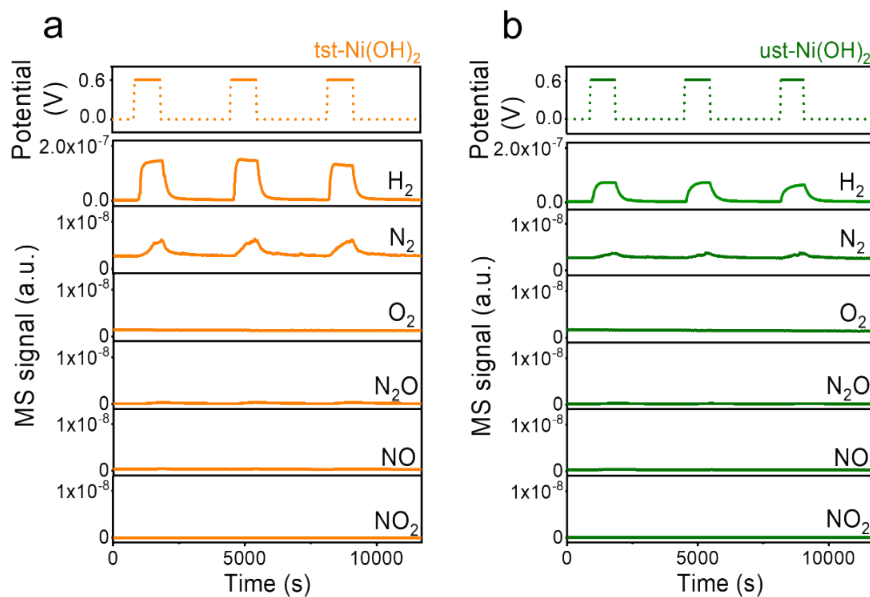 a
tst-Ni(OH)₂
Potential (V)
0.6
0.0
MS signal (a.u.)
2.0x10⁻⁷
0.0
H₂
1x10⁻⁸
0
N₂
1x10⁻⁸
0
O₂
1x10⁻⁸
0
N₂O
1x10⁻⁸
0
NO
1x10⁻⁸
0
NO₂
0
5000
10000
Time (s)
b
ust-Ni(OH)₂
Potential (V)
0.6
0.0
MS signal (a.u.)
2.0x10⁻⁷
0.0
H₂
1x10⁻⁸
0
N₂
1x10⁻⁸
0
O₂
1x10⁻⁸
0
N₂O
1x10⁻⁸
0
NO
1x10⁻⁸
0
NO₂
0
5000
10000
Time (s)